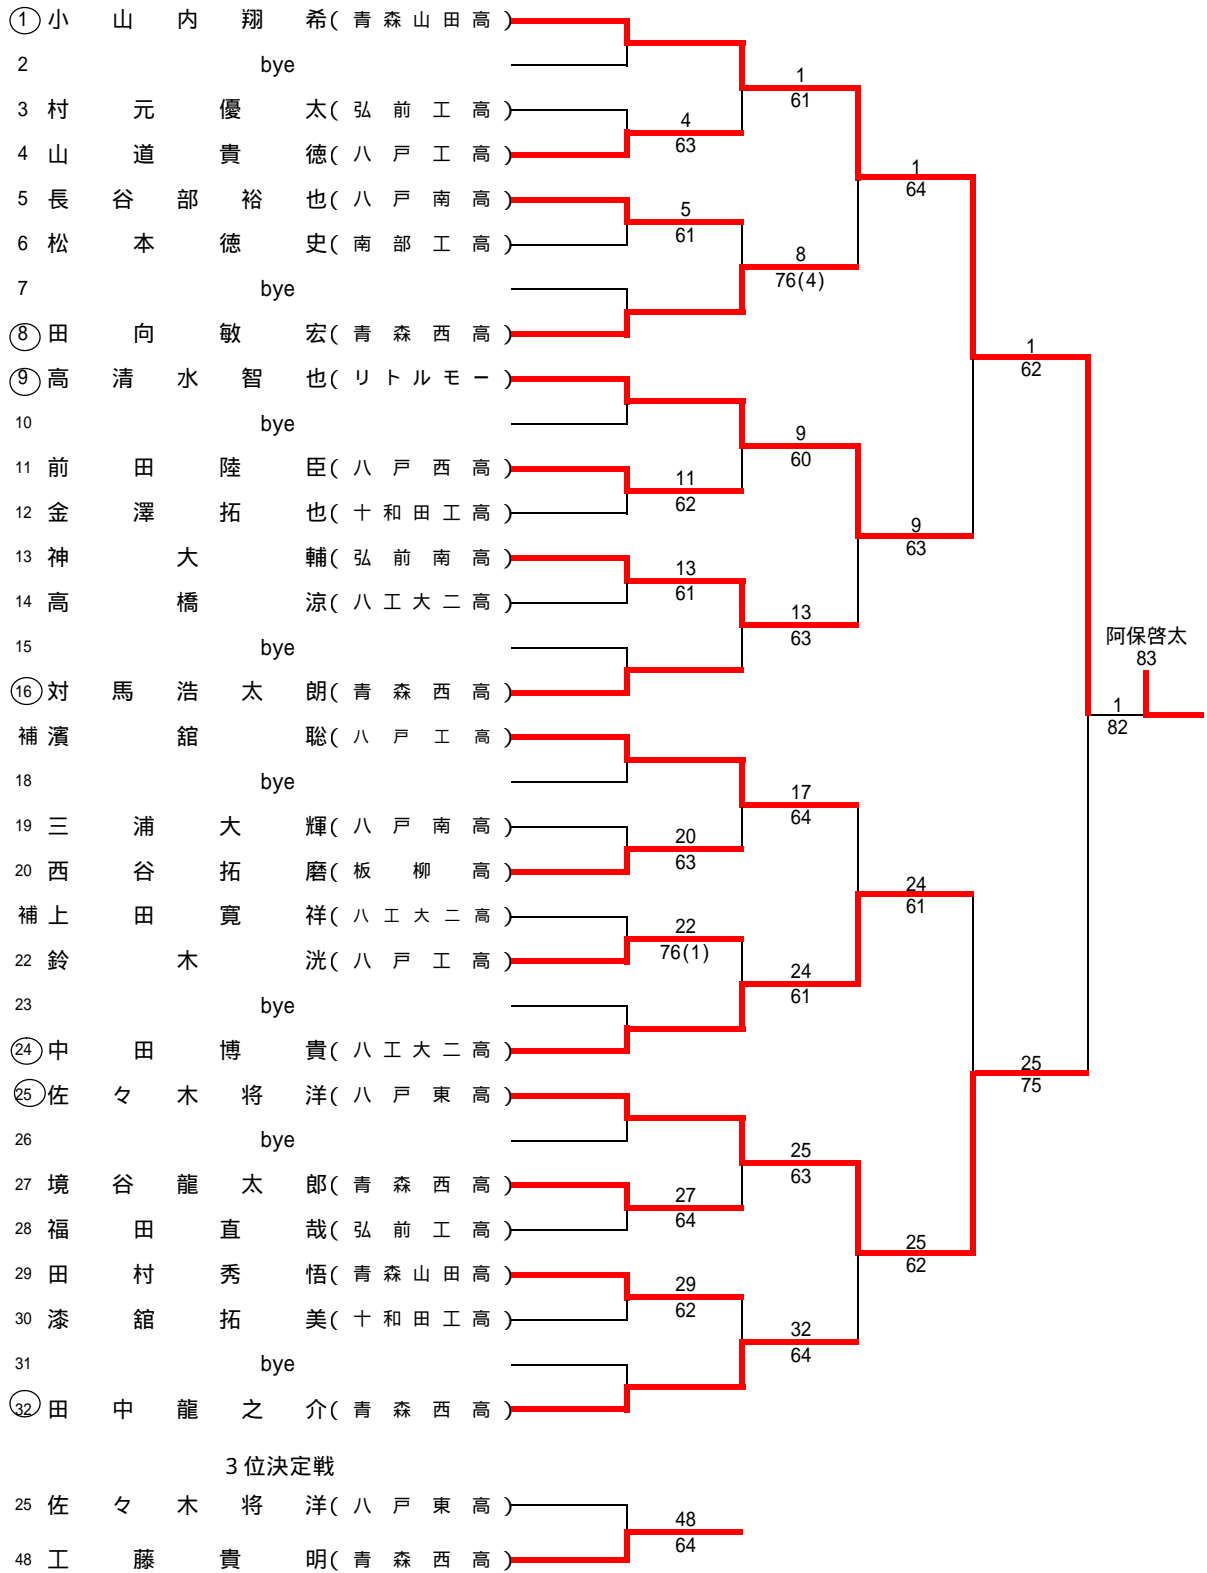 1 小山内翔希(青森山田高)
2 bye
1
61
3 村元優太(弘前工高)
4
63
4 山道貴徳(八戸工高)
1
64
5 長谷部裕也(八戸南高)
5
61
6 松本徳史(南部工高)
8
76(4)
7 bye
8 田向敏宏(青森西高)
1
62
9 高清水智也(リトルモー)
10 bye
9
60
11 前田陸臣(八戸西高)
11
62
12 金澤拓也(十和田工高)
9
63
13 神大輔(弘前南高)
13
61
14 高橋涼(八工大二高)
13
63
15 bye
阿保啓太
83
16 対馬浩太朗(青森西高)
1
82
補 濱舘聡(八戸工高)
18 bye
17
64
19 三浦大輝(八戸南高)
20
63
20 西谷拓磨(板柳高)
24
61
補 上田寛祥(八工大二高)
22
76(1)
22 鈴木洸(八戸工高)
24
61
23 bye
24 中田博貴(八工大二高)
25
75
25 佐々木将洋(八戸東高)
26 bye
25
63
27 境谷龍太郎(青森西高)
27
64
28 福田直哉(弘前工高)
25
62
29 田村秀悟(青森山田高)
29
62
30 漆舘拓美(十和田工高)
32
64
31 bye
32 田中龍之介(青森西高)
3位決定戦
25 佐々木将洋(八戸東高)
48
64
48 工藤貴明(青森西高)